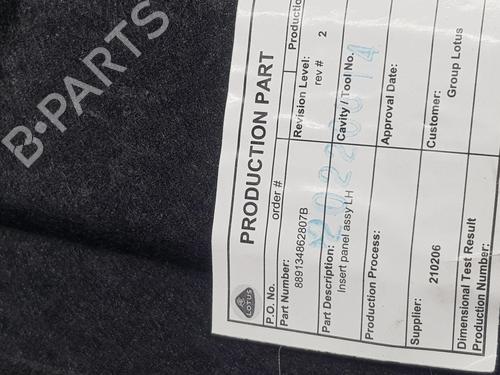 B-PARTS
LOTUS
PRODUCTION PART
P.O. No.
order #
Production
Part Number:
889134862807B
Revision Level:
rev # 2
Part Description:
Insert panel assy LH
Cavity / Tool No.
Production Process:
Approval Date:
Supplier:
210206
Customer:
Group Lotus
Dimensional Test Result
Production Number: